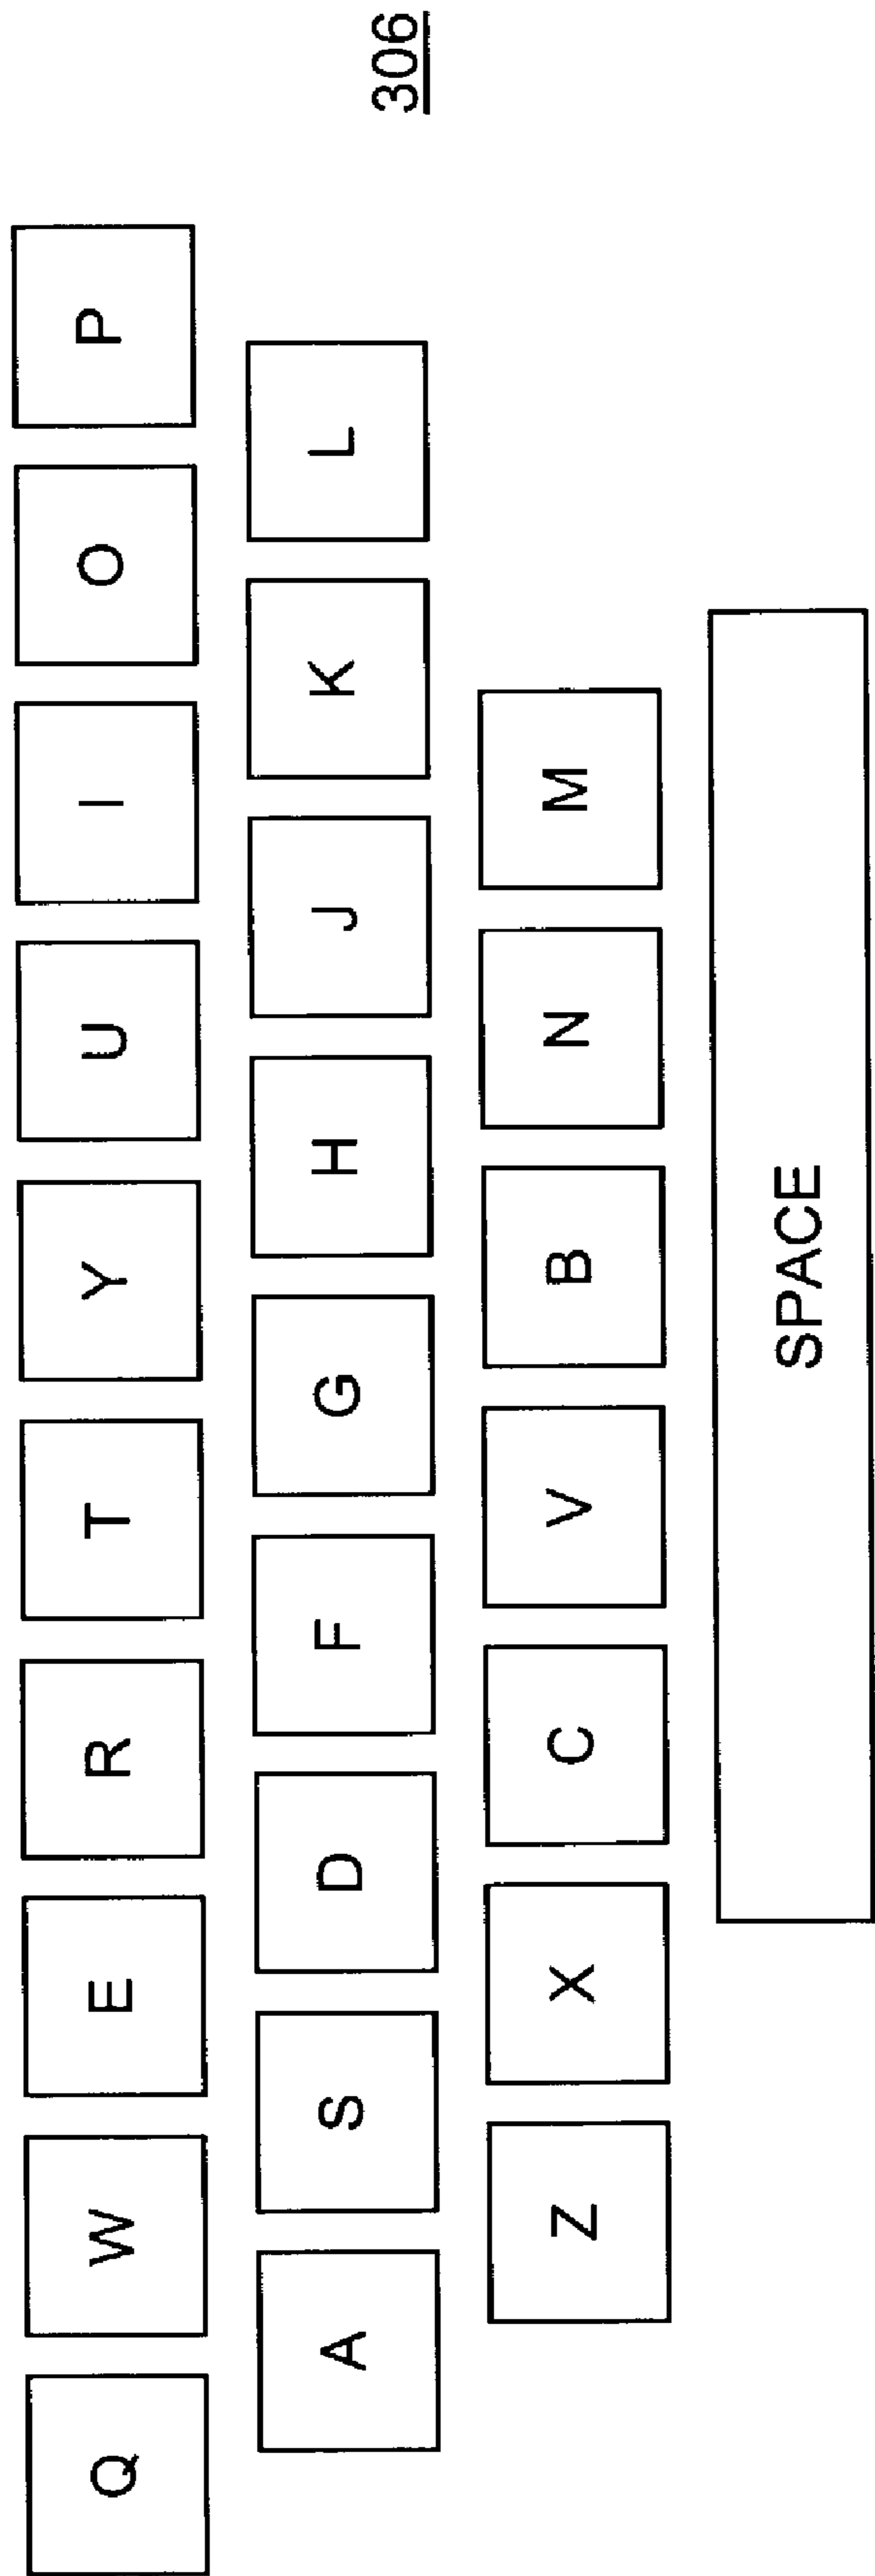 306
Q W E R T Y U I O P
A S D F G H J K L
Z X C V B N M
SPACE